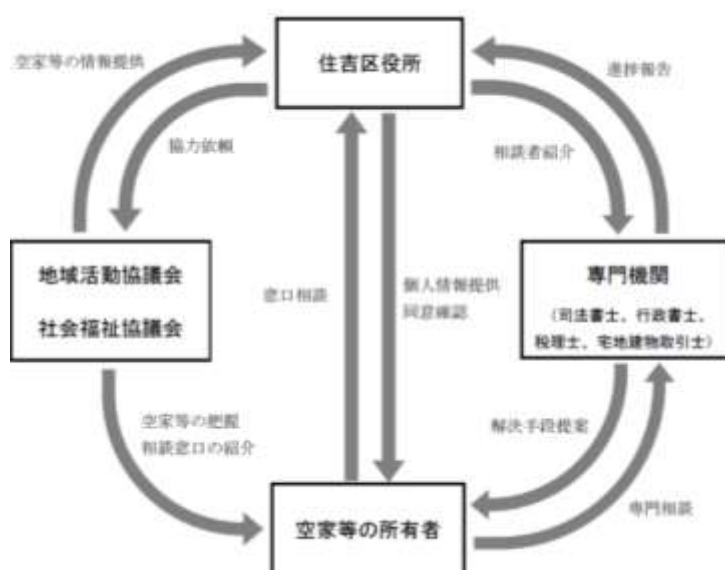 住吉区役所
空家等の情報提供
進捗報告
協力依頼
相談者紹介
地域活動協議会
社会福祉協議会
窓口相談
個人情報提供
同意確認
専門機関
（司法書士、行政書士、
税理士、宅地建物取引士）
空家等の把握
相談窓口の紹介
解決手段提案
専門相談
空家等の所有者